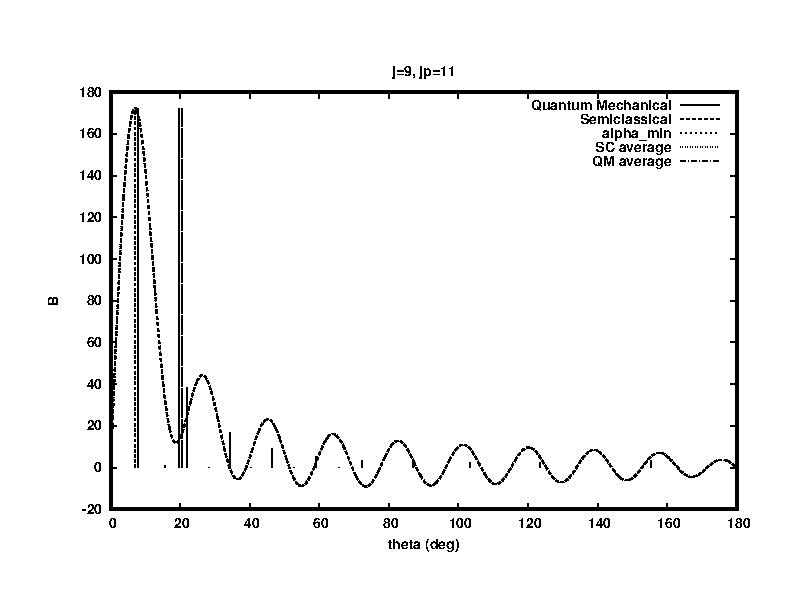 j=9, jp=11
180
160
140
120
100
80
60
40
20
0
-20
B
Quantum Mechanical
Semiclassical
alpha_min
SC average
QM average
0 20 40 60 80 100 120 140 160 180
theta (deg)